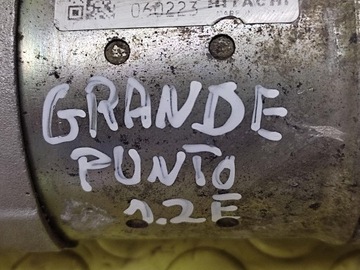 060223 HITACHI
GRANDE
PUNTO
1.2E